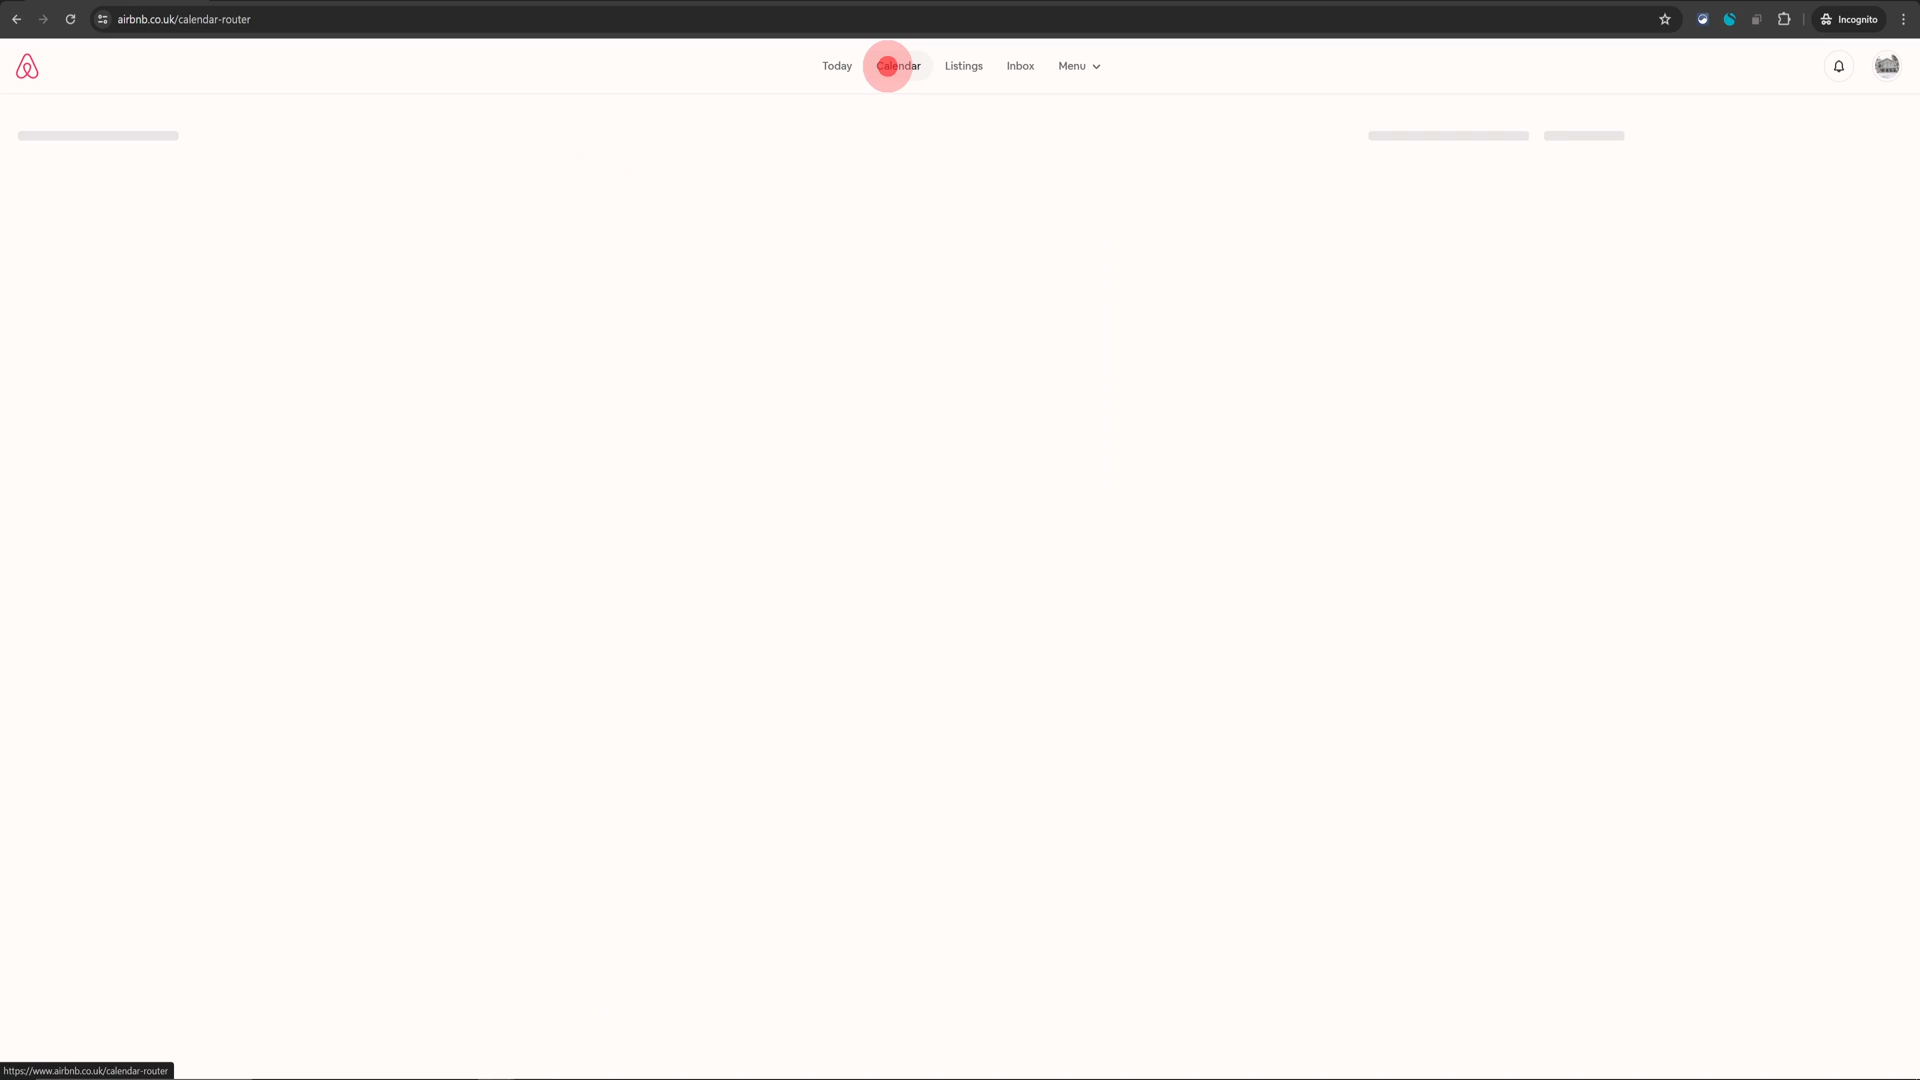 airbnb.co.uk/calendar-router
Incognito
Today
Calendar
Listings
Inbox
Menu
https://www.airbnb.co.uk/calendar-router